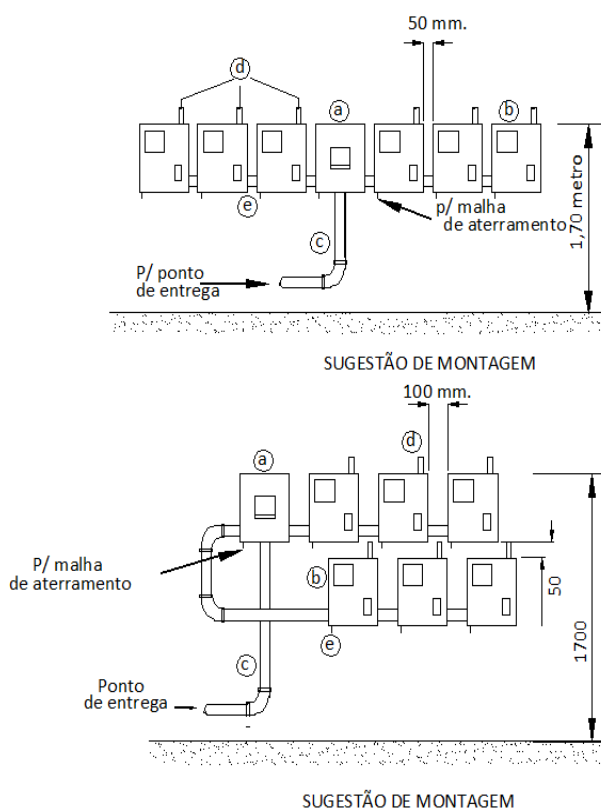 50 mm.
d
a
b
e
p/ malha
de aterramento
c
1,70 metro
P/ ponto
de entrega
SUGESTÃO DE MONTAGEM
100 mm.
d
a
P/ malha
de aterramento
b
50
e
1700
c
Ponto
de entrega
SUGESTÃO DE MONTAGEM